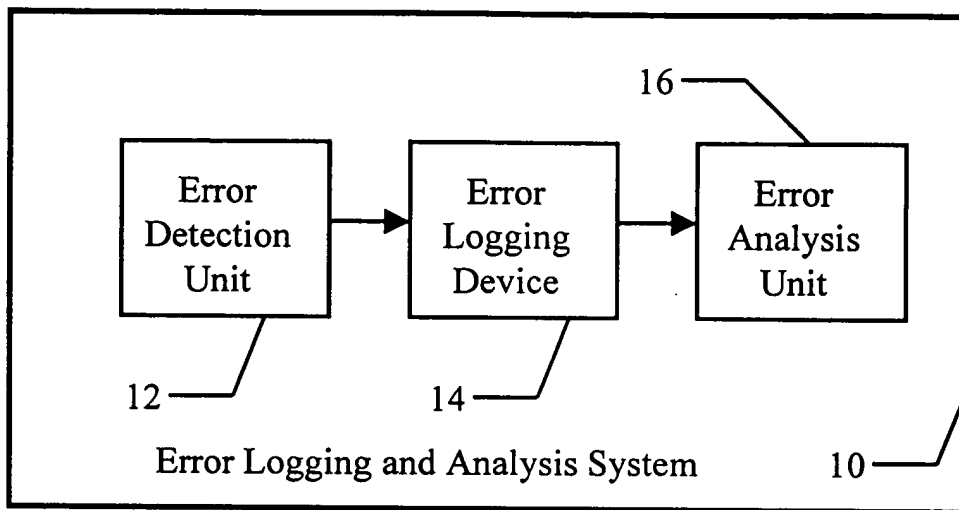 16
Error
Detection
Unit
Error
Logging
Device
Error
Analysis
Unit
12
14
Error Logging and Analysis System
10